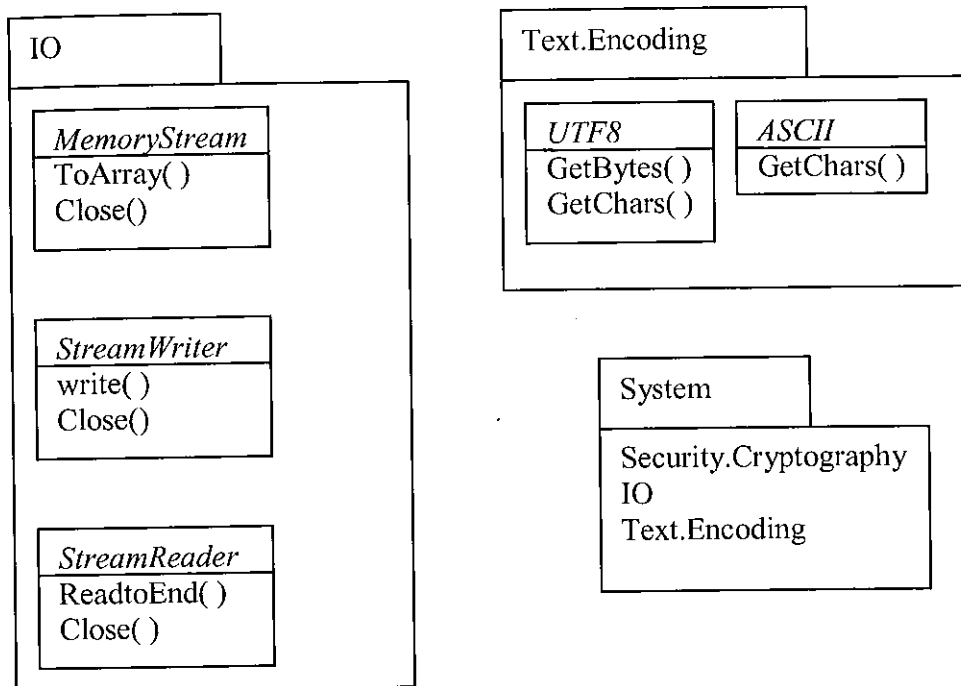 IO
MemoryStream
ToArray( )
Close()
StreamWriter
write( )
Close()
StreamReader
ReadtoEnd( )
Close( )
Text.Encoding
UTF8
GetBytes( )
GetChars( )
ASCII
GetChars( )
System
Security.Cryptography
IO
Text.Encoding